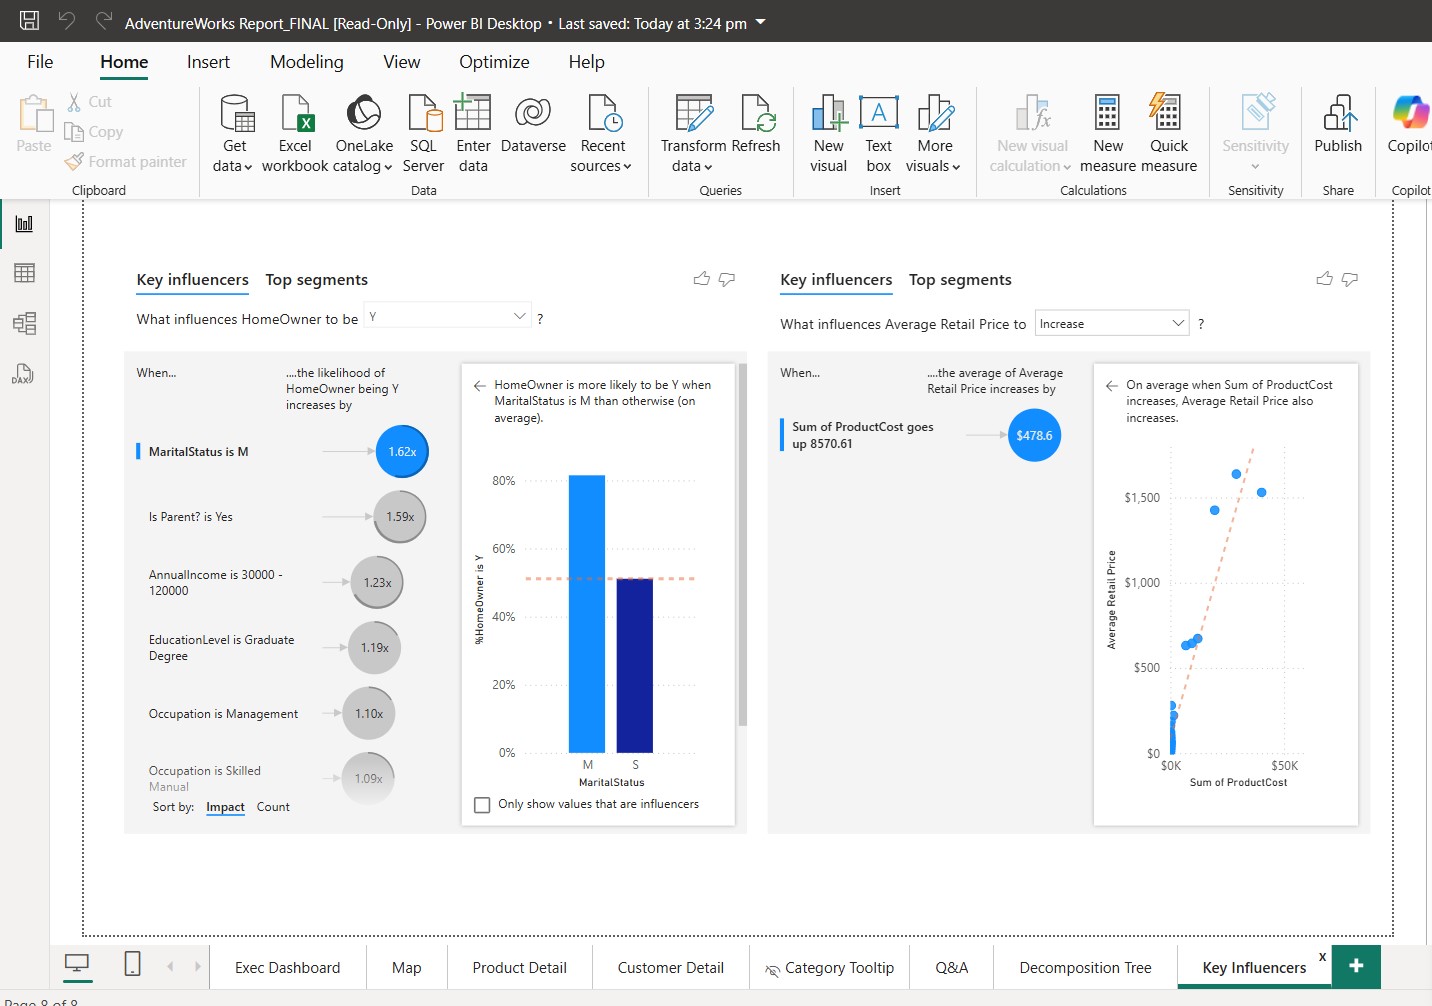 AdventureWorks Report_FINAL [Read-Only] - Power BI Desktop • Last saved: Today at 3:24 pm
File Home Insert Modeling View Optimize Help
Paste
Cut
Copy
Format painter
Clipboard
Get data
Excel workbook
OneLake catalog
SQL Server
Enter data
Dataverse
Recent sources
Data
Transform data
Refresh
Queries
New visual
Text box
More visuals
Insert
New visual calculation
New measure
Quick measure
Calculations
Sensitivity
Sensitivity
Publish
Share
Copilot
Copilot
DAX
Key influencers Top segments
What influences HomeOwner to be Y ?
When...
....the likelihood of
HomeOwner being Y
increases by
MaritalStatus is M
1.62x
Is Parent? is Yes
1.59x
AnnualIncome is 30000 -
120000
1.23x
EducationLevel is Graduate
Degree
1.19x
Occupation is Management
1.10x
Occupation is Skilled
Manual
1.09x
Sort by: Impact Count
HomeOwner is more likely to be Y when
MaritalStatus is M than otherwise (on
average).
%HomeOwner is Y
80%
60%
40%
20%
0%
M S
MaritalStatus
Only show values that are influencers
Key influencers Top segments
What influences Average Retail Price to Increase ?
When...
....the average of Average
Retail Price increases by
Sum of ProductCost goes
up 8570.61
$478.6
On average when Sum of ProductCost
increases, Average Retail Price also
increases.
Average Retail Price
$1,500
$1,000
$500
$0
$0K $50K
Sum of ProductCost
Exec Dashboard Map Product Detail Customer Detail Category Tooltip Q&A Decomposition Tree Key Influencers x +
Page 8 of 8